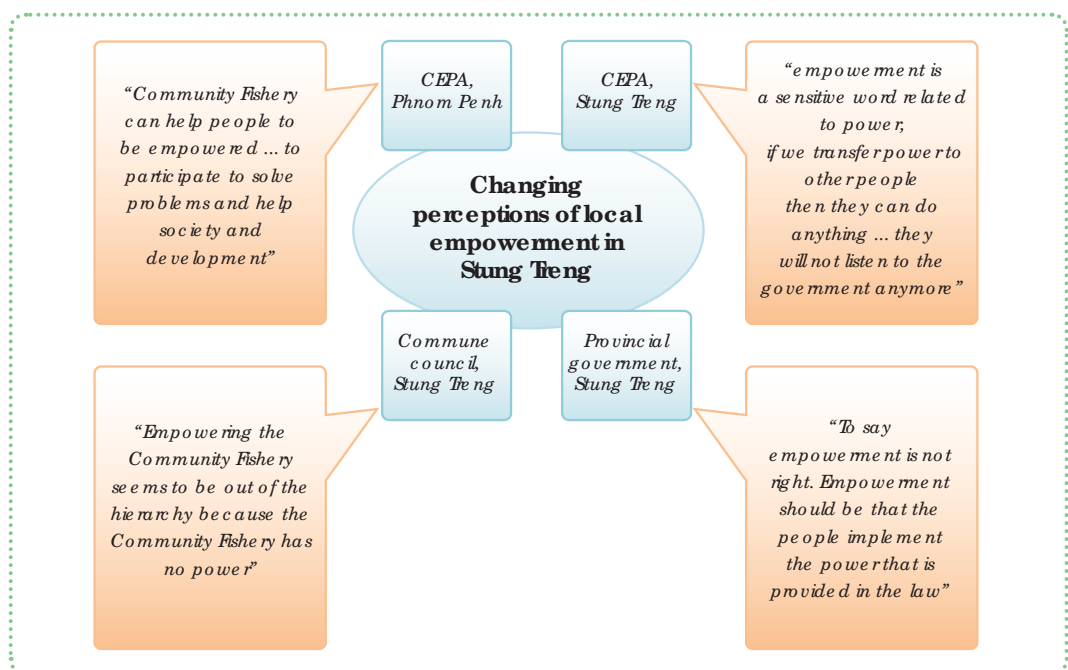 “Community Fishery
can help people to
be empowered ... to
participate to solve
problems and help
society and
development”
CEPA,
Phnom Penh
CEPA,
Stung Treng
“empowerment is
a sensitive word related
to power,
if we transfer power to
other people
then they can do
anything ... they
will not listen to the
government anymore”
Changing
perceptions of local
empowerment in
Stung Treng
Commune
council,
Stung Treng
Provincial
government,
Stung Treng
“Empowering the
Community Fishery
seems to be out of the
hierarchy because the
Community Fishery has
no power”
“To say
empowerment is not
right. Empowerment
should be that the
people implement
the power that is
provided in the law”